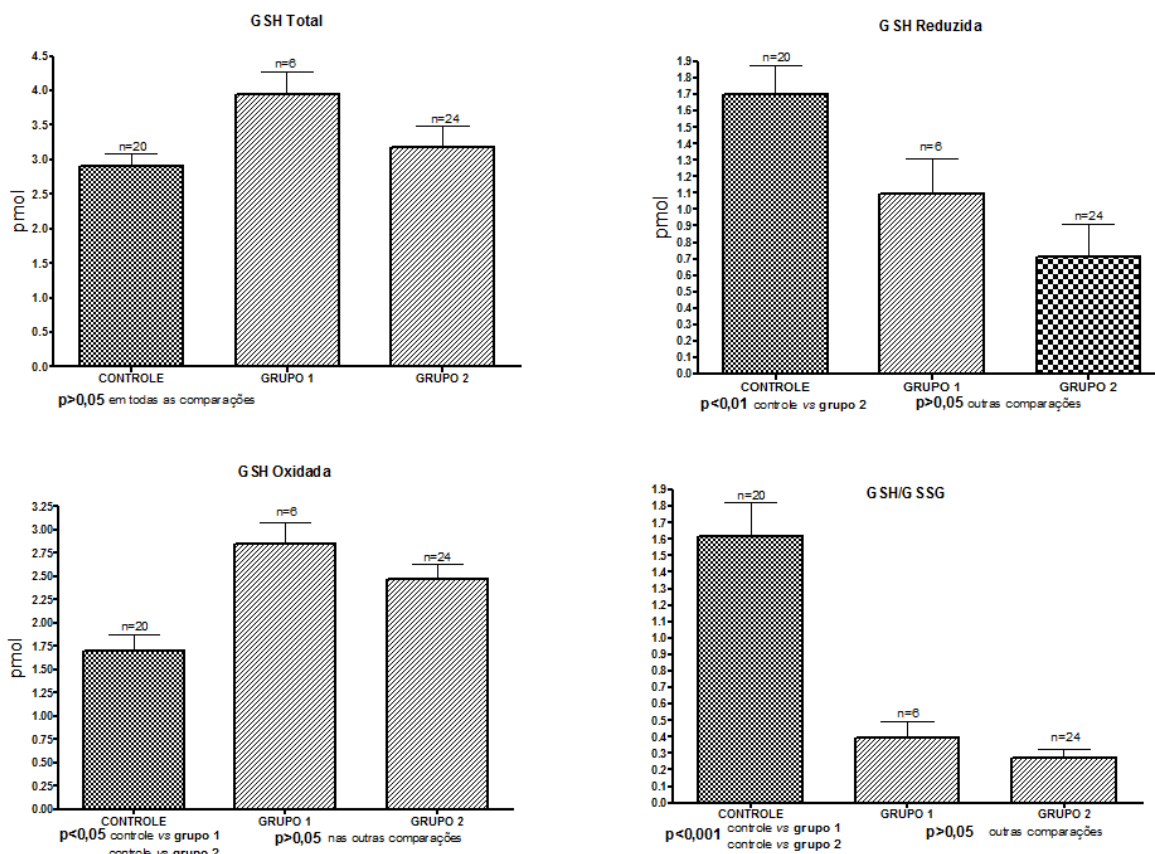 GSH Total
4.5
4.0
3.5
3.0
2.5
2.0
1.5
1.0
0.5
0.0
pmol
n=20
n=6
n=24
CONTROLE GRUPO 1 GRUPO 2
p>0,05 em todas as comparações
GSH Reduzida
1.9
1.8
1.7
1.6
1.5
1.4
1.3
1.2
1.1
1.0
0.9
0.8
0.7
0.6
0.5
0.4
0.3
0.2
0.1
0.0
pmol
n=20
n=6
n=24
CONTROLE GRUPO 1 GRUPO 2
p<0,01 controle vs grupo 2 p>0,05 outras comparações
GSH Oxidada
3.25
3.00
2.75
2.50
2.25
2.00
1.75
1.50
1.25
1.00
0.75
0.50
0.25
0.00
pmol
n=20
n=6
n=24
CONTROLE GRUPO 1 GRUPO 2
p<0,05 controle vs grupo 1 p>0,05 nas outras comparações
controle vs grupo 2
GSH/GSSG
1.9
1.8
1.7
1.6
1.5
1.4
1.3
1.2
1.1
1.0
0.9
0.8
0.7
0.6
0.5
0.4
0.3
0.2
0.1
0.0
n=20
n=6
n=24
CONTROLE GRUPO 1 GRUPO 2
p<0,001 controle vs grupo 1 p>0,05 outras comparações
controle vs grupo 2